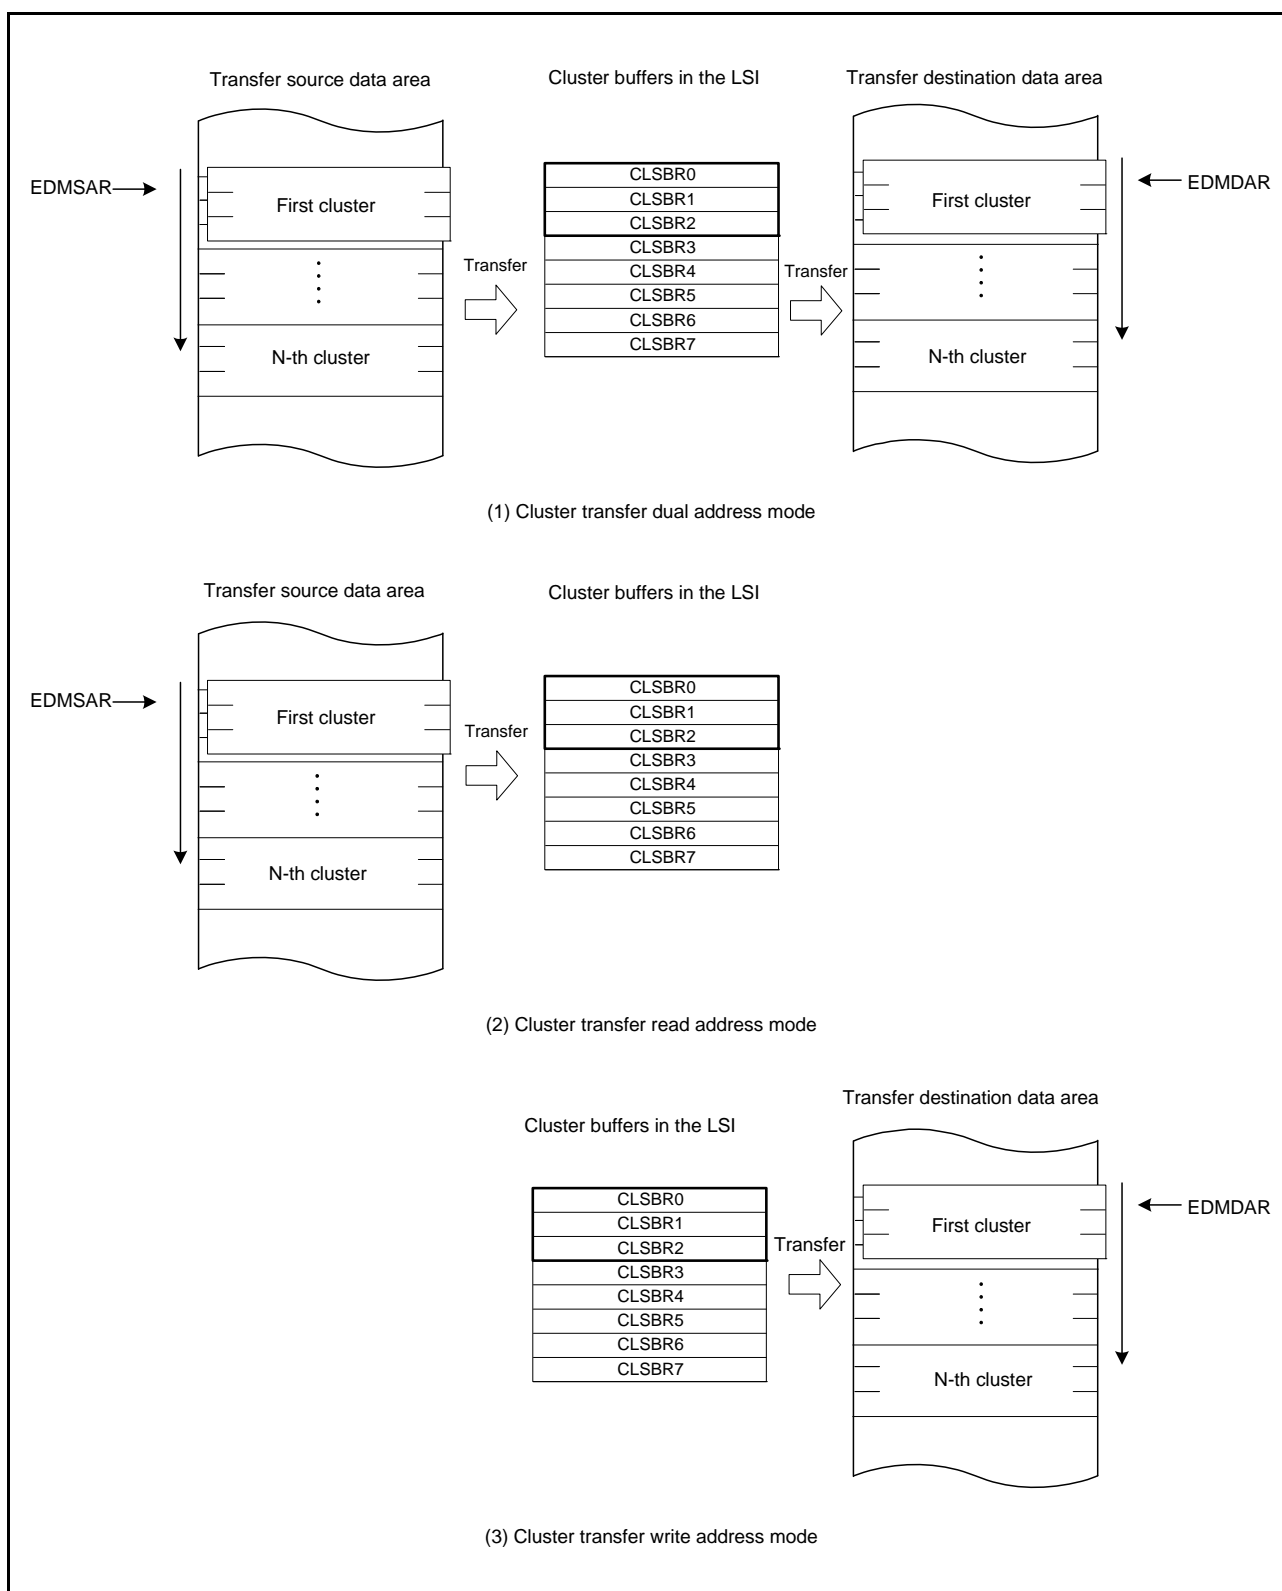 Transfer source data area
Cluster buffers in the LSI
Transfer destination data area
EDMSAR
First cluster
N-th cluster
Transfer
CLSBR0
CLSBR1
CLSBR2
CLSBR3
CLSBR4
CLSBR5
CLSBR6
CLSBR7
Transfer
First cluster
N-th cluster
EDMDAR
(1) Cluster transfer dual address mode
Transfer source data area
Cluster buffers in the LSI
EDMSAR
First cluster
N-th cluster
Transfer
CLSBR0
CLSBR1
CLSBR2
CLSBR3
CLSBR4
CLSBR5
CLSBR6
CLSBR7
(2) Cluster transfer read address mode
Cluster buffers in the LSI
Transfer destination data area
CLSBR0
CLSBR1
CLSBR2
CLSBR3
CLSBR4
CLSBR5
CLSBR6
CLSBR7
Transfer
First cluster
N-th cluster
EDMDAR
(3) Cluster transfer write address mode